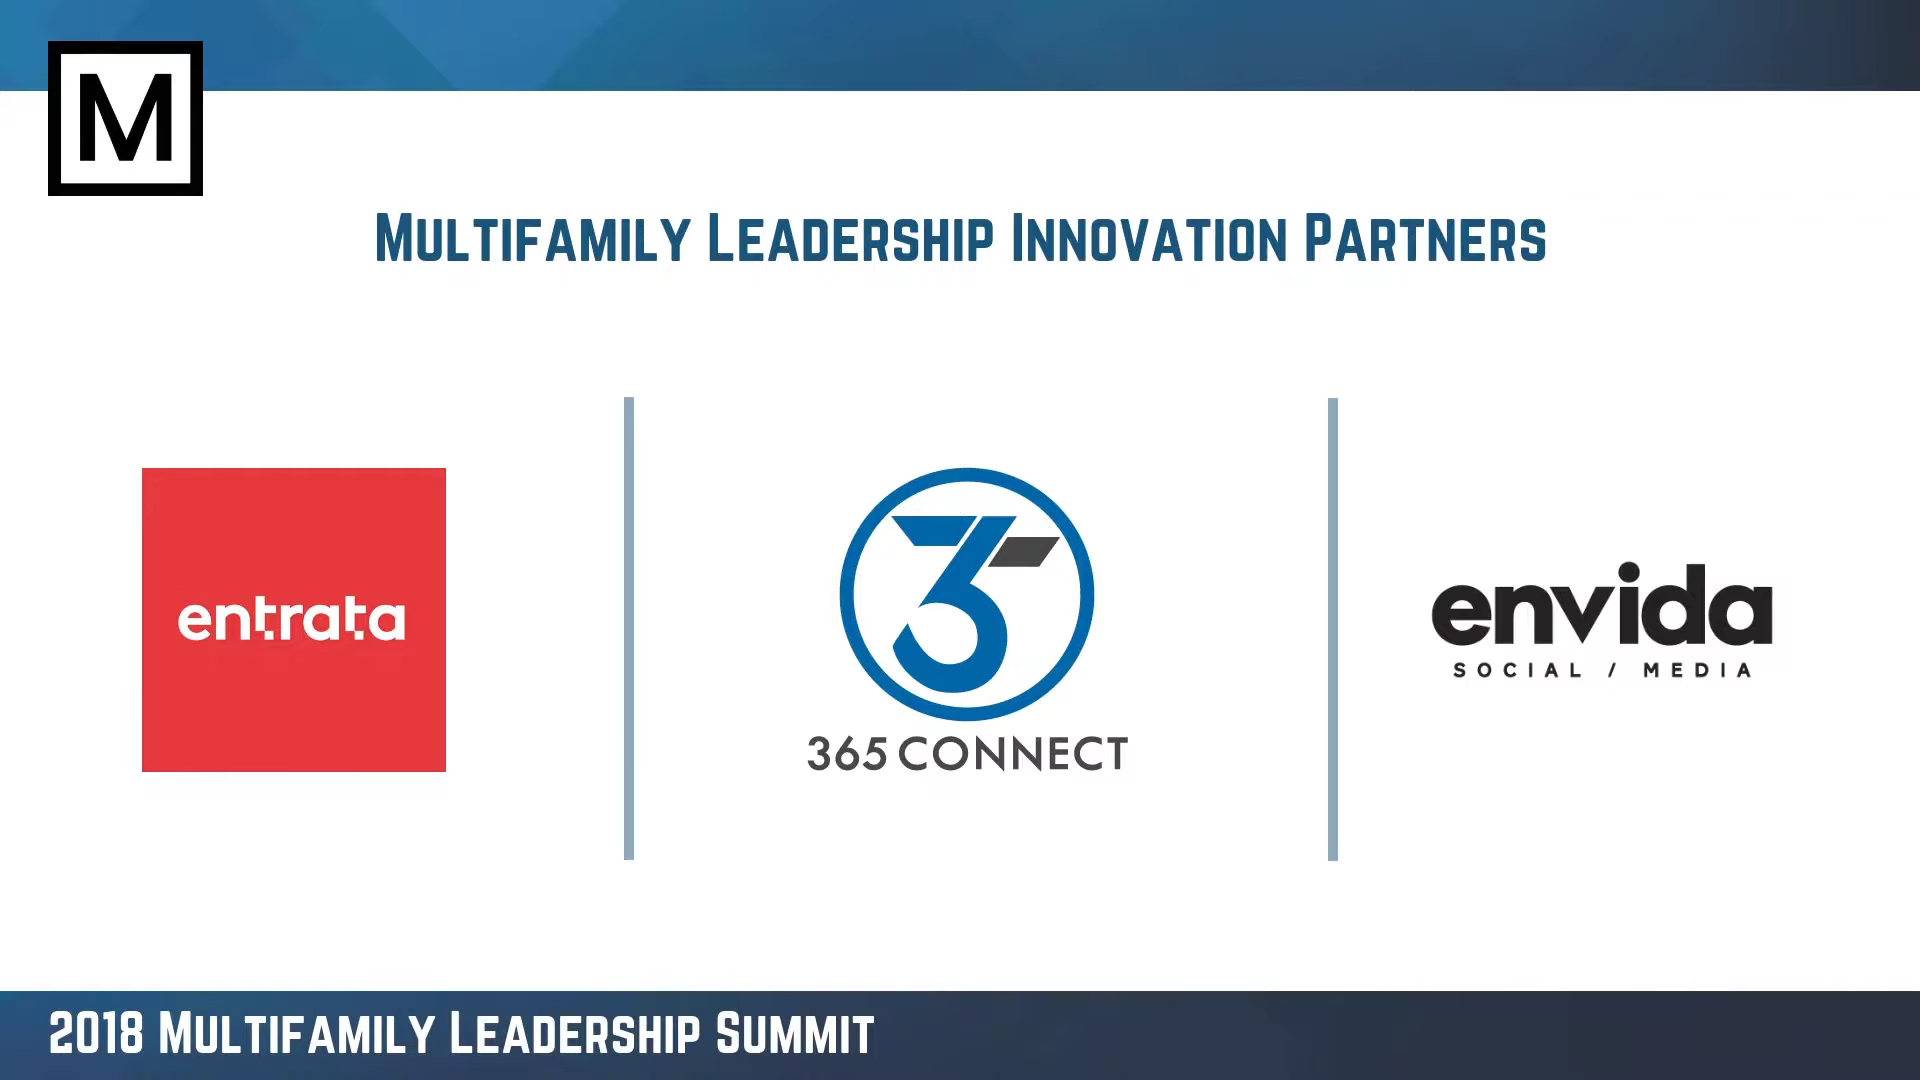 M
Multifamily Leadership Innovation Partners
entrata
365 CONNECT
envida
SOCIAL / MEDIA
2018 Multifamily Leadership Summit